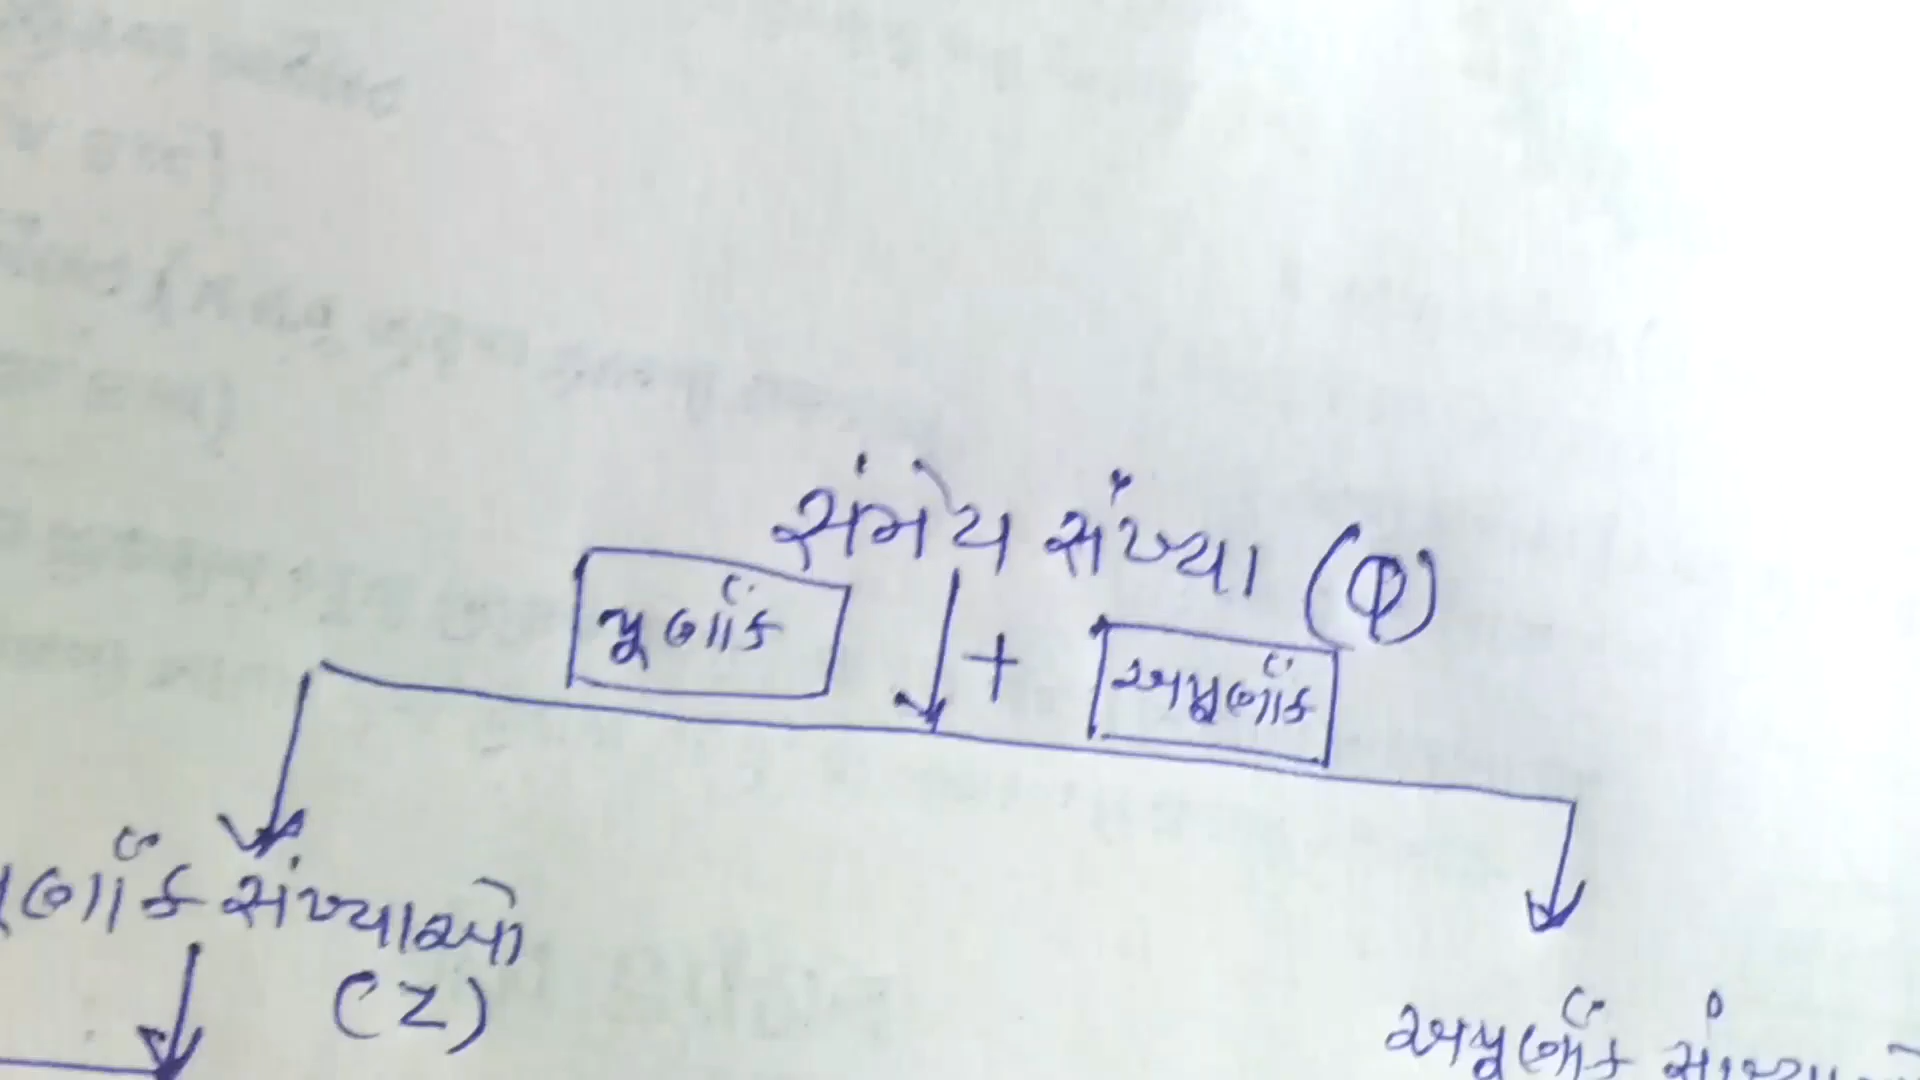 સંમેય સંખ્યા (Q)
પૂર્ણાંક + અપૂર્ણાંક
પૂર્ણાંક સંખ્યાઓ
(Z)
અપૂર્ણાંક સંખ્યાઓ